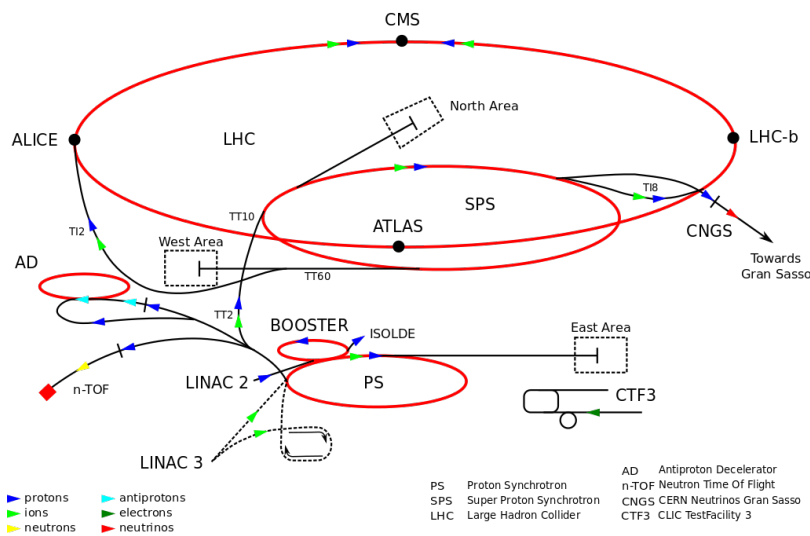 CMS
North Area
ALICE
LHC
LHC-b
TI8
SPS
TT10
TI2
ATLAS
CNGS
West Area
Towards
Gran Sasso
AD
TT60
TT2
BOOSTER
ISOLDE
East Area
LINAC 2
PS
n-TOF
CTF3
LINAC 3
protons
ions
neutrons
antiprotons
electrons
neutrinos
PS Proton Synchrotron
SPS Super Proton Synchrotron
LHC Large Hadron Collider
AD Antiproton Decelerator
n-TOF Neutron Time Of Flight
CNGS CERN Neutrinos Gran Sasso
CTF3 CLIC TestFacility 3